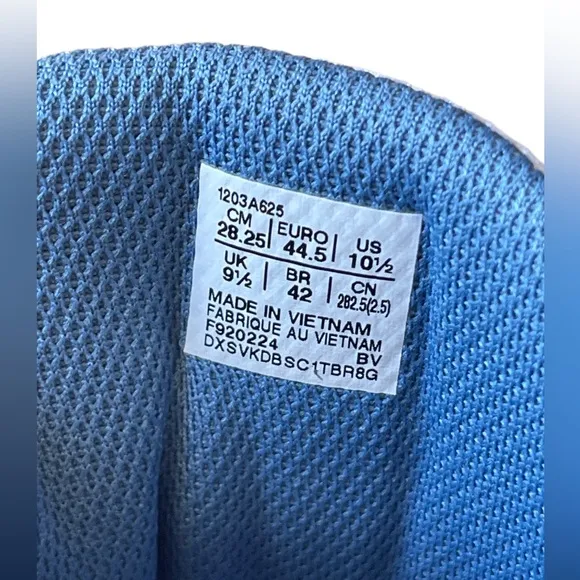 1203A625
CM EURO US
28.25 44.5 10½
UK BR CN
9½ 42 282.5(2.5)
MADE IN VIETNAM
FABRIQUE AU VIETNAM
F920224 BV
DXSVKDBSC1TBR8G